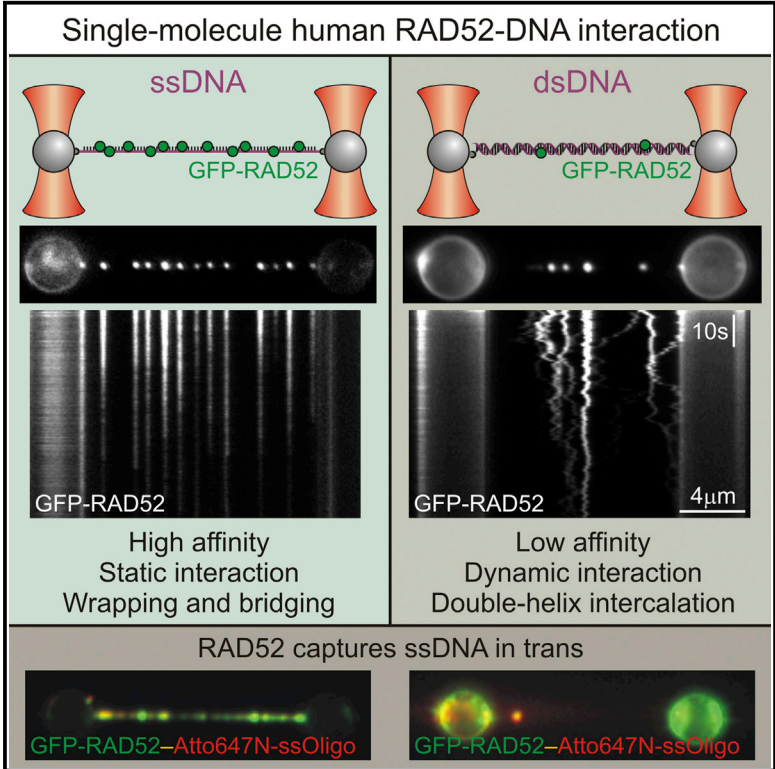 Single-molecule human RAD52-DNA interaction
ssDNA
GFP-RAD52
GFP-RAD52
High affinity
Static interaction
Wrapping and bridging
dsDNA
GFP-RAD52
10s
GFP-RAD52
4μm
Low affinity
Dynamic interaction
Double-helix intercalation
RAD52 captures ssDNA in trans
GFP-RAD52–Atto647N-ssOligo
GFP-RAD52–Atto647N-ssOligo